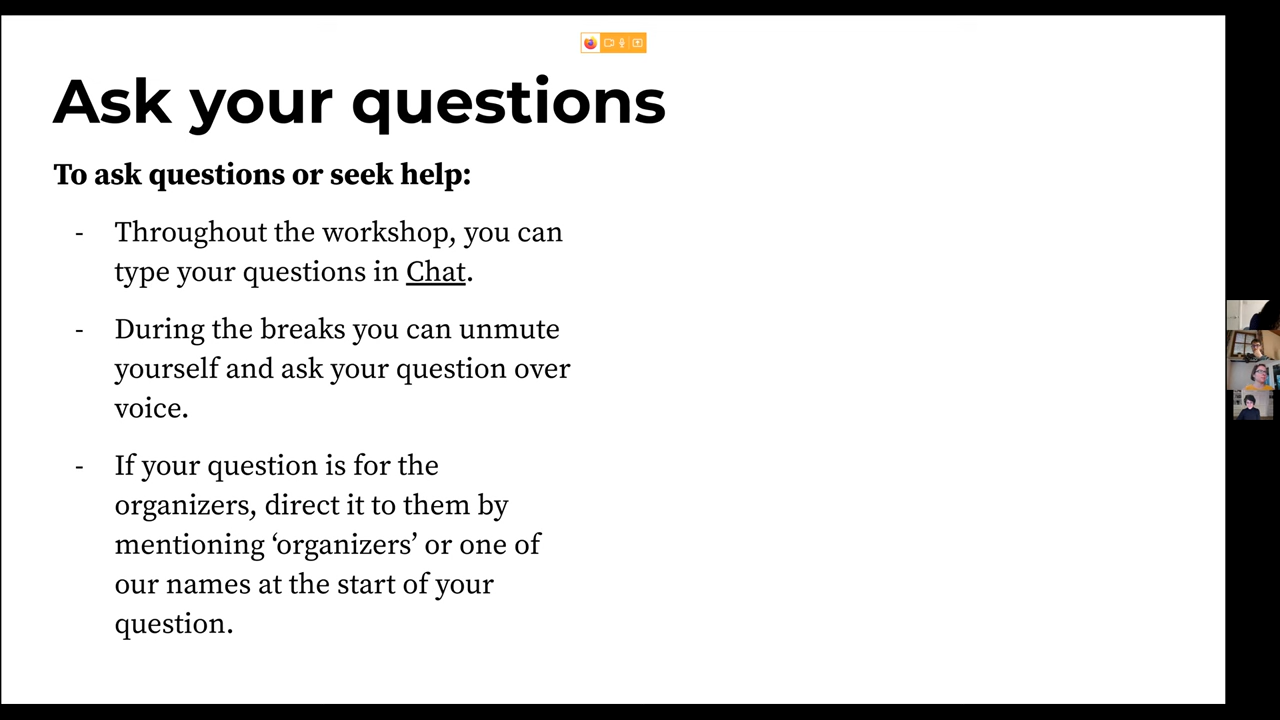 Ask your questions
To ask questions or seek help:
- Throughout the workshop, you can
type your questions in Chat.
- During the breaks you can unmute
yourself and ask your question over
voice.
- If your question is for the
organizers, direct it to them by
mentioning ‘organizers’ or one of
our names at the start of your
question.